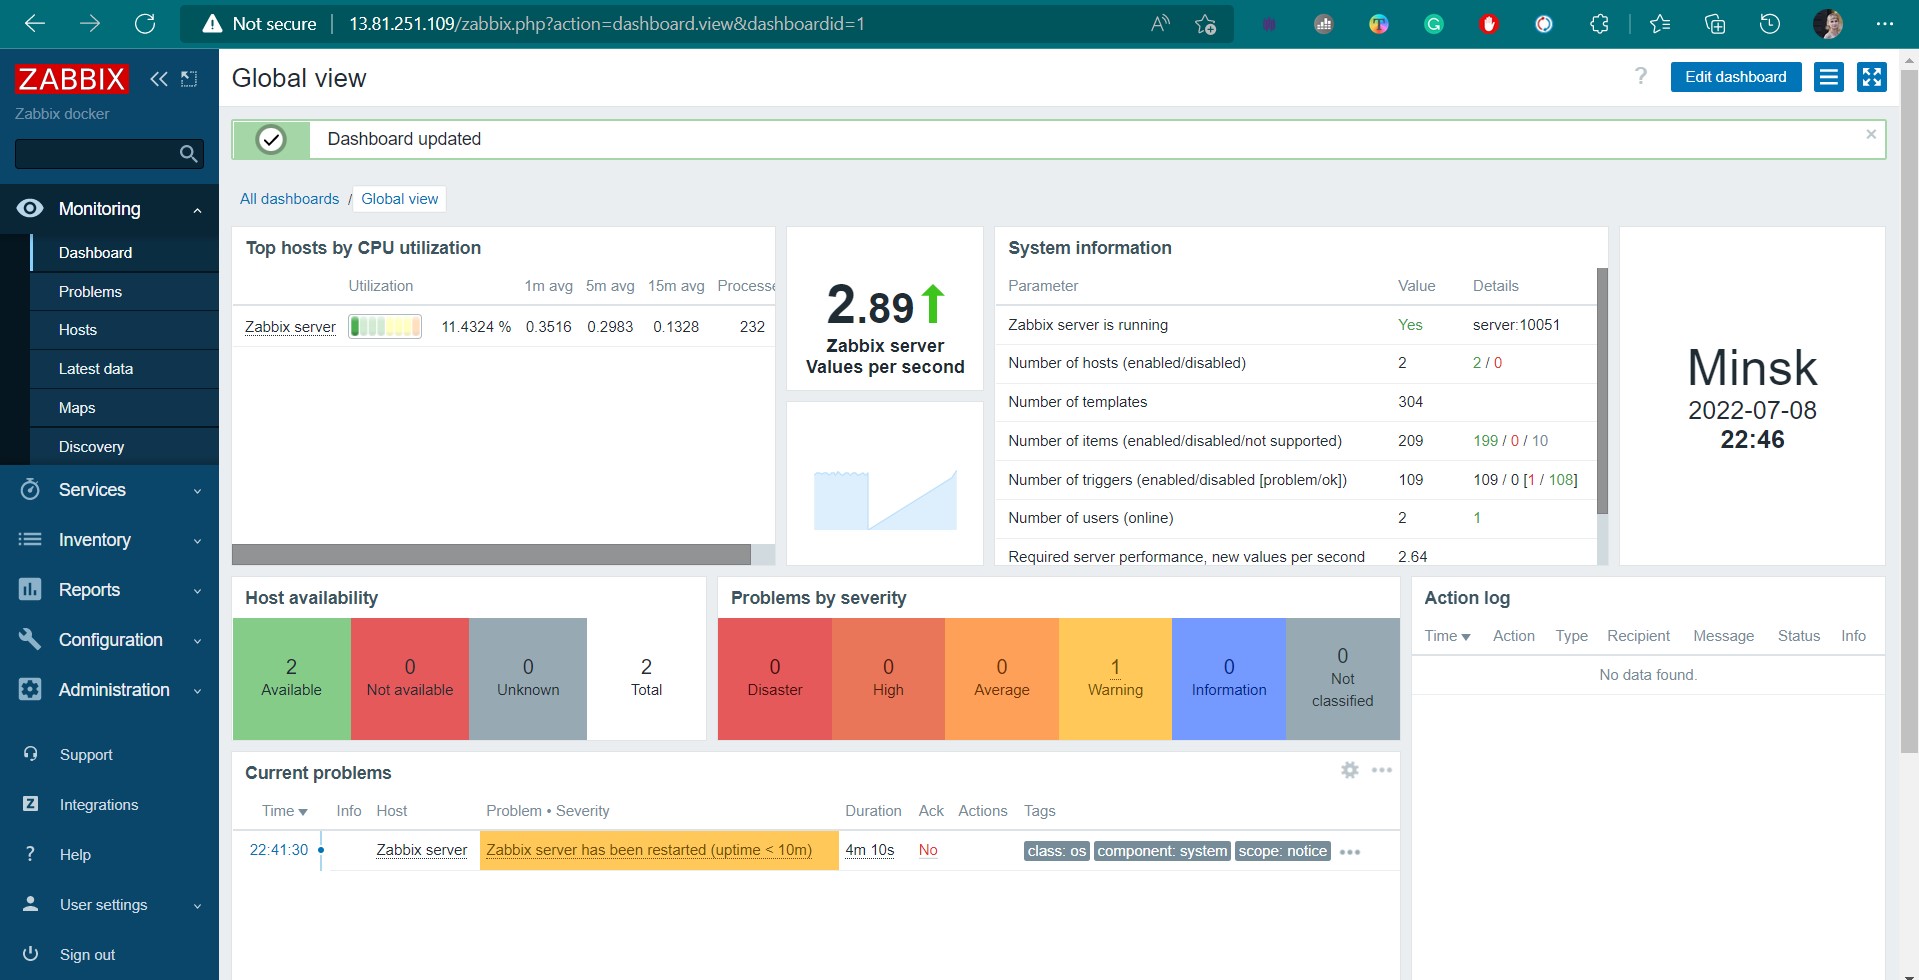 Not secure
13.81.251.109/zabbix.php?action=dashboard.view&dashboardid=1
ZABBIX
Zabbix docker
Monitoring
Dashboard
Problems
Hosts
Latest data
Maps
Discovery
Services
Inventory
Reports
Configuration
Administration
Support
Integrations
Help
User settings
Sign out
Global view
Edit dashboard
Dashboard updated
All dashboards / Global view
Top hosts by CPU utilization
Utilization 1m avg 5m avg 15m avg Processe
Zabbix server 11.4324 % 0.3516 0.2983 0.1328 232
2.89
Zabbix server
Values per second
System information
Parameter Value Details
Zabbix server is running Yes server:10051
Number of hosts (enabled/disabled) 2 2 / 0
Number of templates 304
Number of items (enabled/disabled/not supported) 209 199 / 0 / 10
Number of triggers (enabled/disabled [problem/ok]) 109 109 / 0 [1 / 108]
Number of users (online) 2 1
Required server performance, new values per second 2.64
Minsk
2022-07-08
22:46
Host availability
2 Available
0 Not available
0 Unknown
2 Total
Problems by severity
0 Disaster
0 High
0 Average
1 Warning
0 Information
0 Not classified
Action log
Time Action Type Recipient Message Status Info
No data found.
Current problems
Time Info Host Problem • Severity Duration Ack Actions Tags
22:41:30 Zabbix server Zabbix server has been restarted (uptime < 10m) 4m 10s No class: os component: system scope: notice